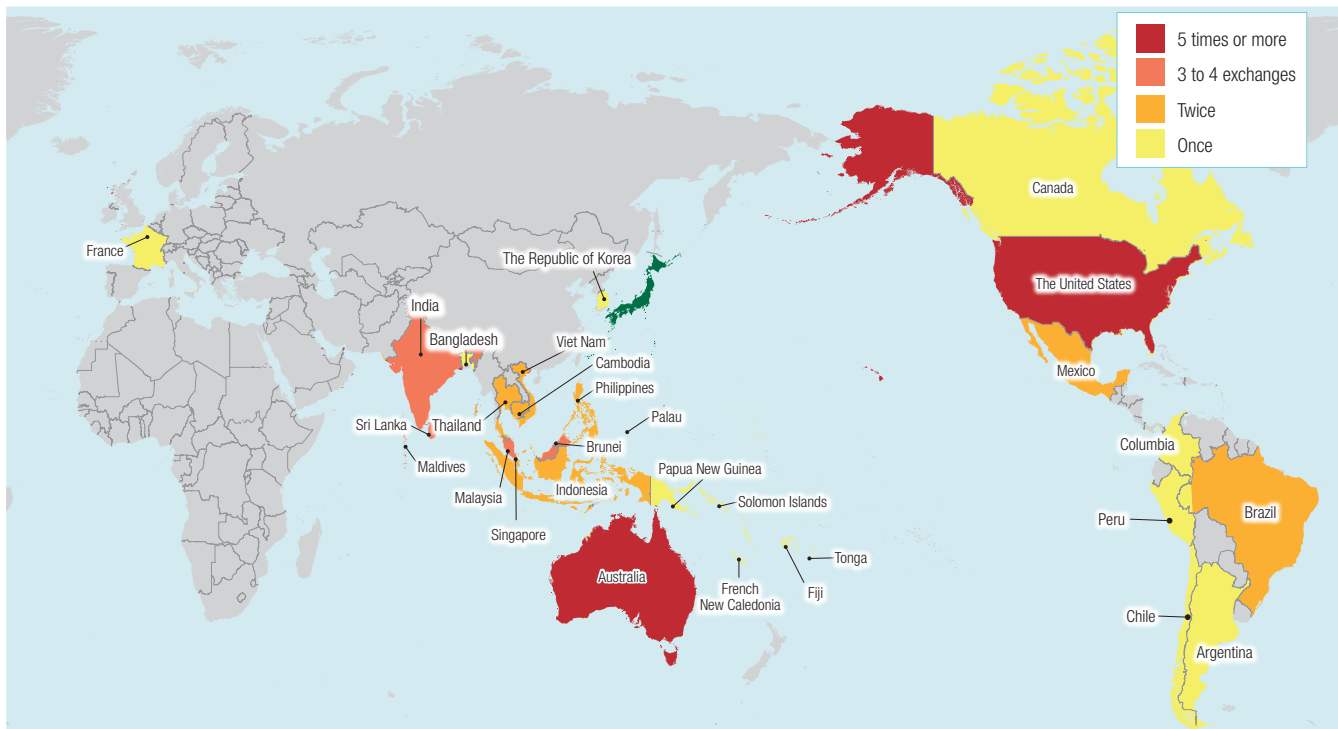 5 times or more
3 to 4 exchanges
Twice
Once
Canada
France
The Republic of Korea
The United States
India
Bangladesh
Viet Nam
Cambodia
Mexico
Philippines
Sri Lanka
Thailand
Palau
Brunei
Columbia
Maldives
Papua New Guinea
Malaysia
Indonesia
Solomon Islands
Brazil
Peru
Singapore
Tonga
Australia
French
New Caledonia
Fiji
Chile
Argentina